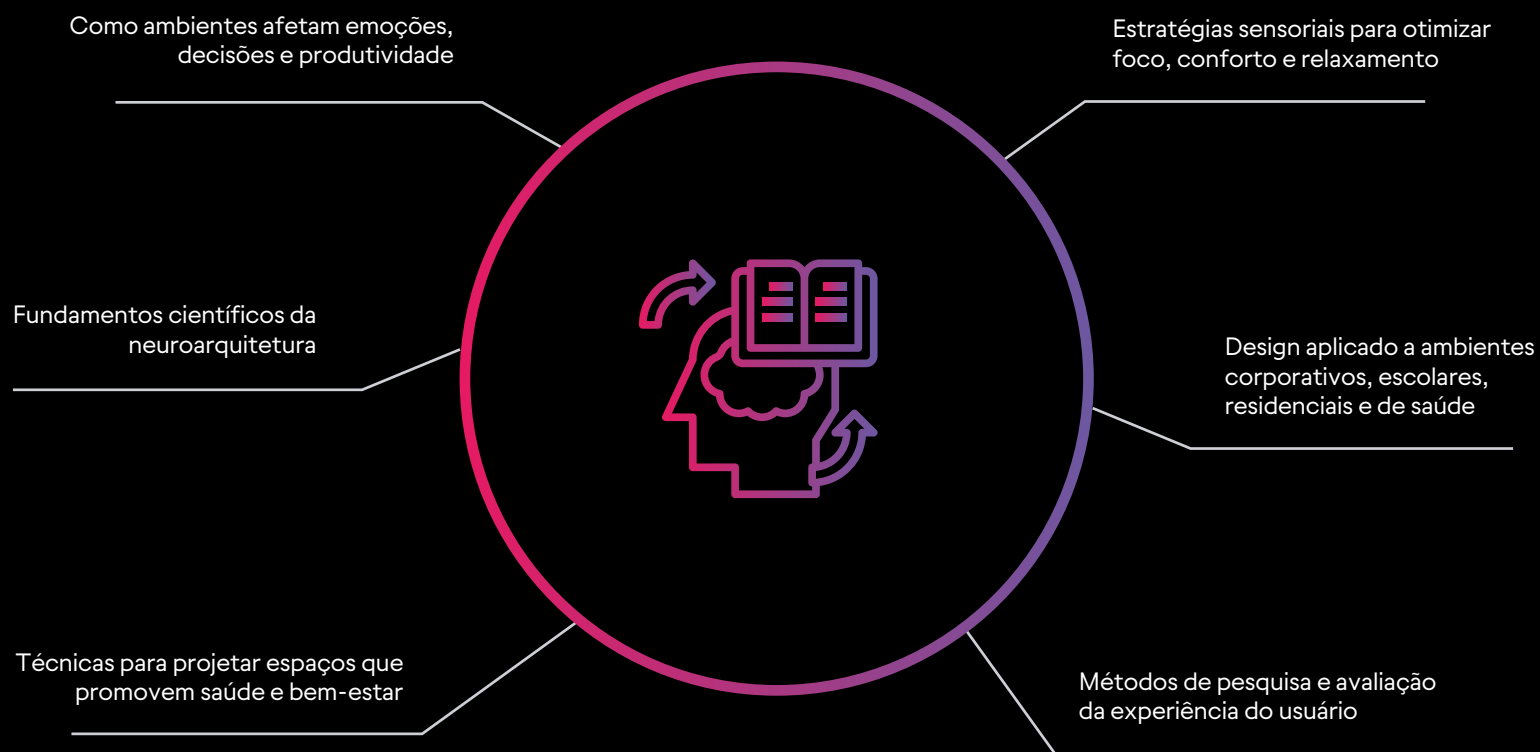 Como ambientes afetam emoções,
decisões e produtividade
Estratégias sensoriais para otimizar
foco, conforto e relaxamento
Fundamentos científicos da
neuroarquitetura
Design aplicado a ambientes
corporativos, escolares,
residenciais e de saúde
Técnicas para projetar espaços que
promovem saúde e bem-estar
Métodos de pesquisa e avaliação
da experiência do usuário